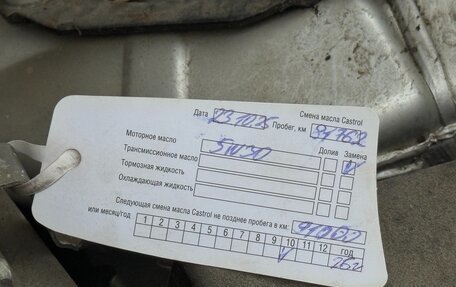 Смена масла Castrol
Дата 23.10.25 Пробег, км
Долив Замена
Моторное масло 5W30 V
Трансмиссионное масло
Тормозная жидкость
Охлаждающая жидкость
Следующая смена масла Castrol не позднее пробега в км:
или месяц/год 1 2 3 4 5 6 7 8 9 10 11 12 год
V